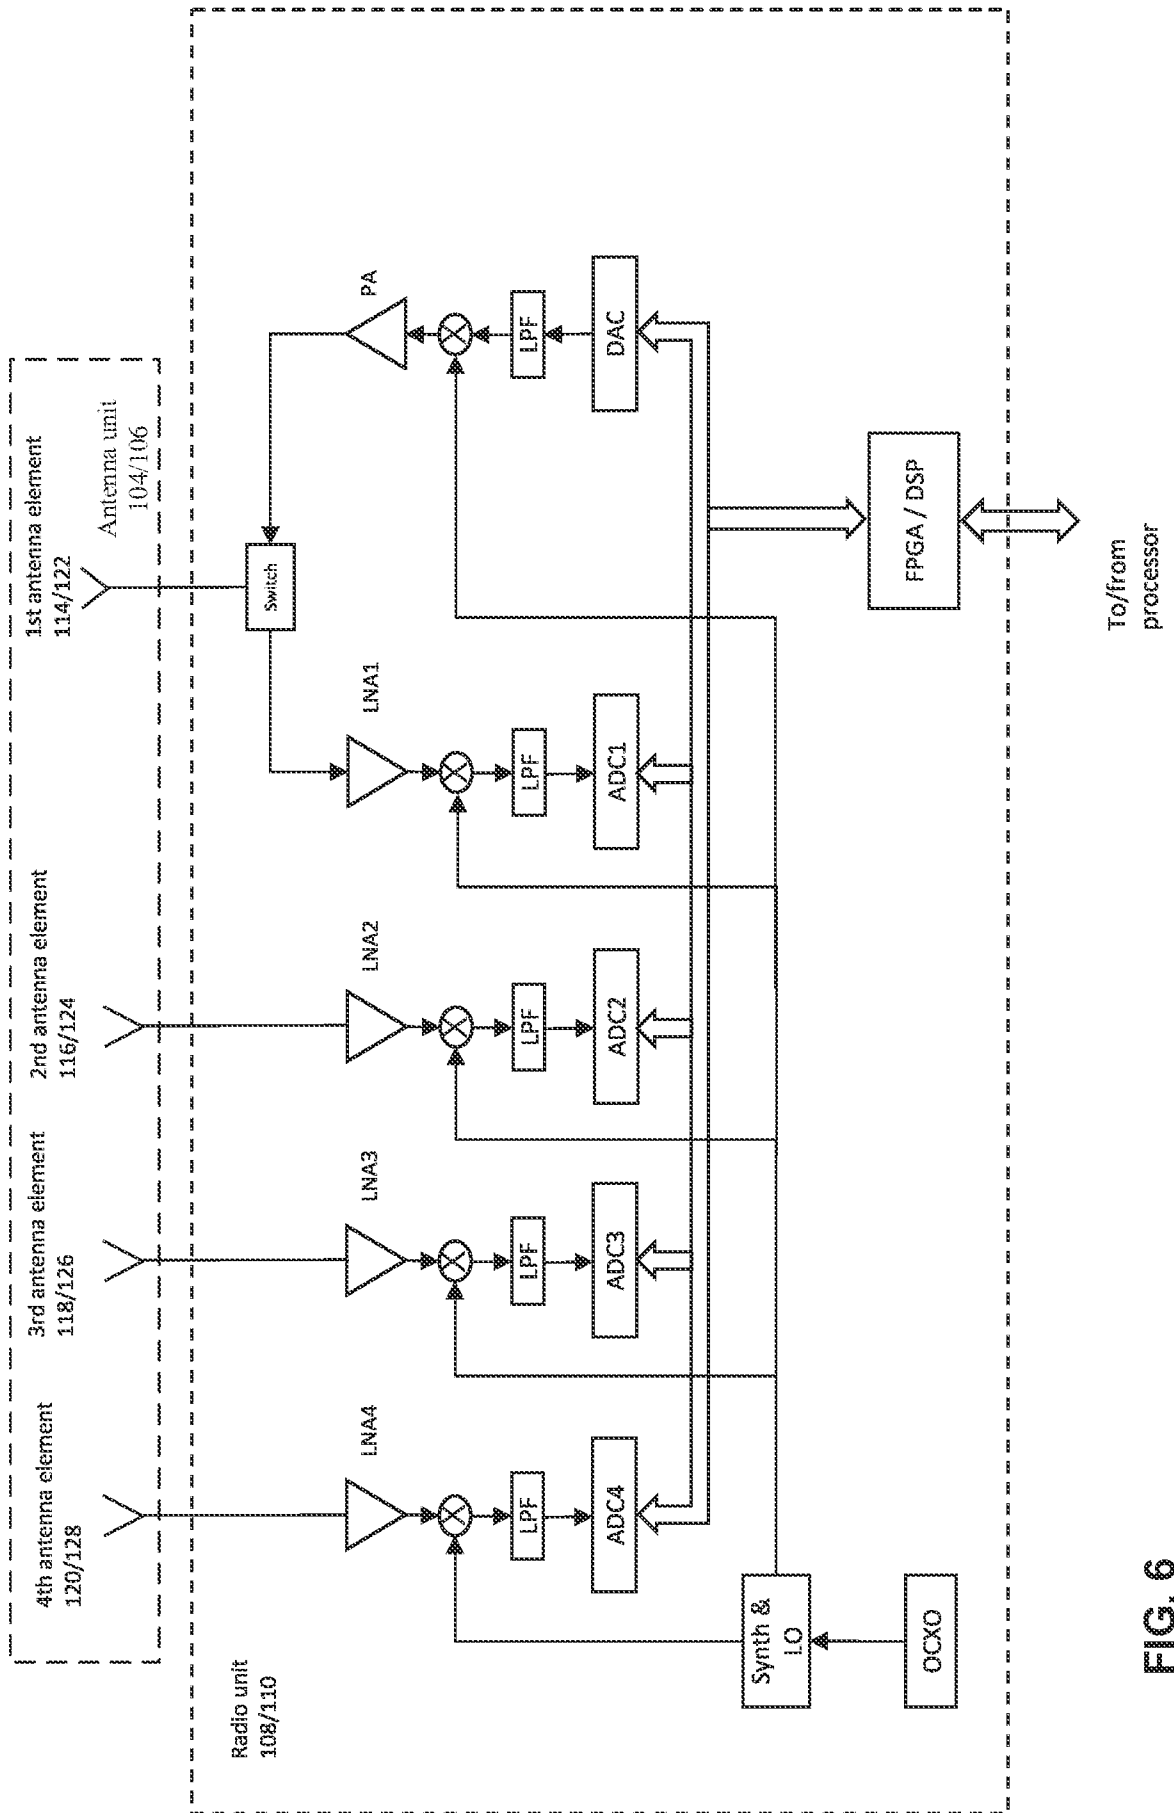 4th antenna element
120/128
3rd antenna element
118/126
2nd antenna element
116/124
1st antenna element
114/122
Antenna unit
104/106
Radio unit
108/110
Switch
LNA4
LNA3
LNA2
LNA1
PA
LPF
LPF
LPF
LPF
LPF
ADC4
ADC3
ADC2
ADC1
DAC
Synth &
LO
OCXO
FPGA / DSP
To/from
processor
FIG. 6